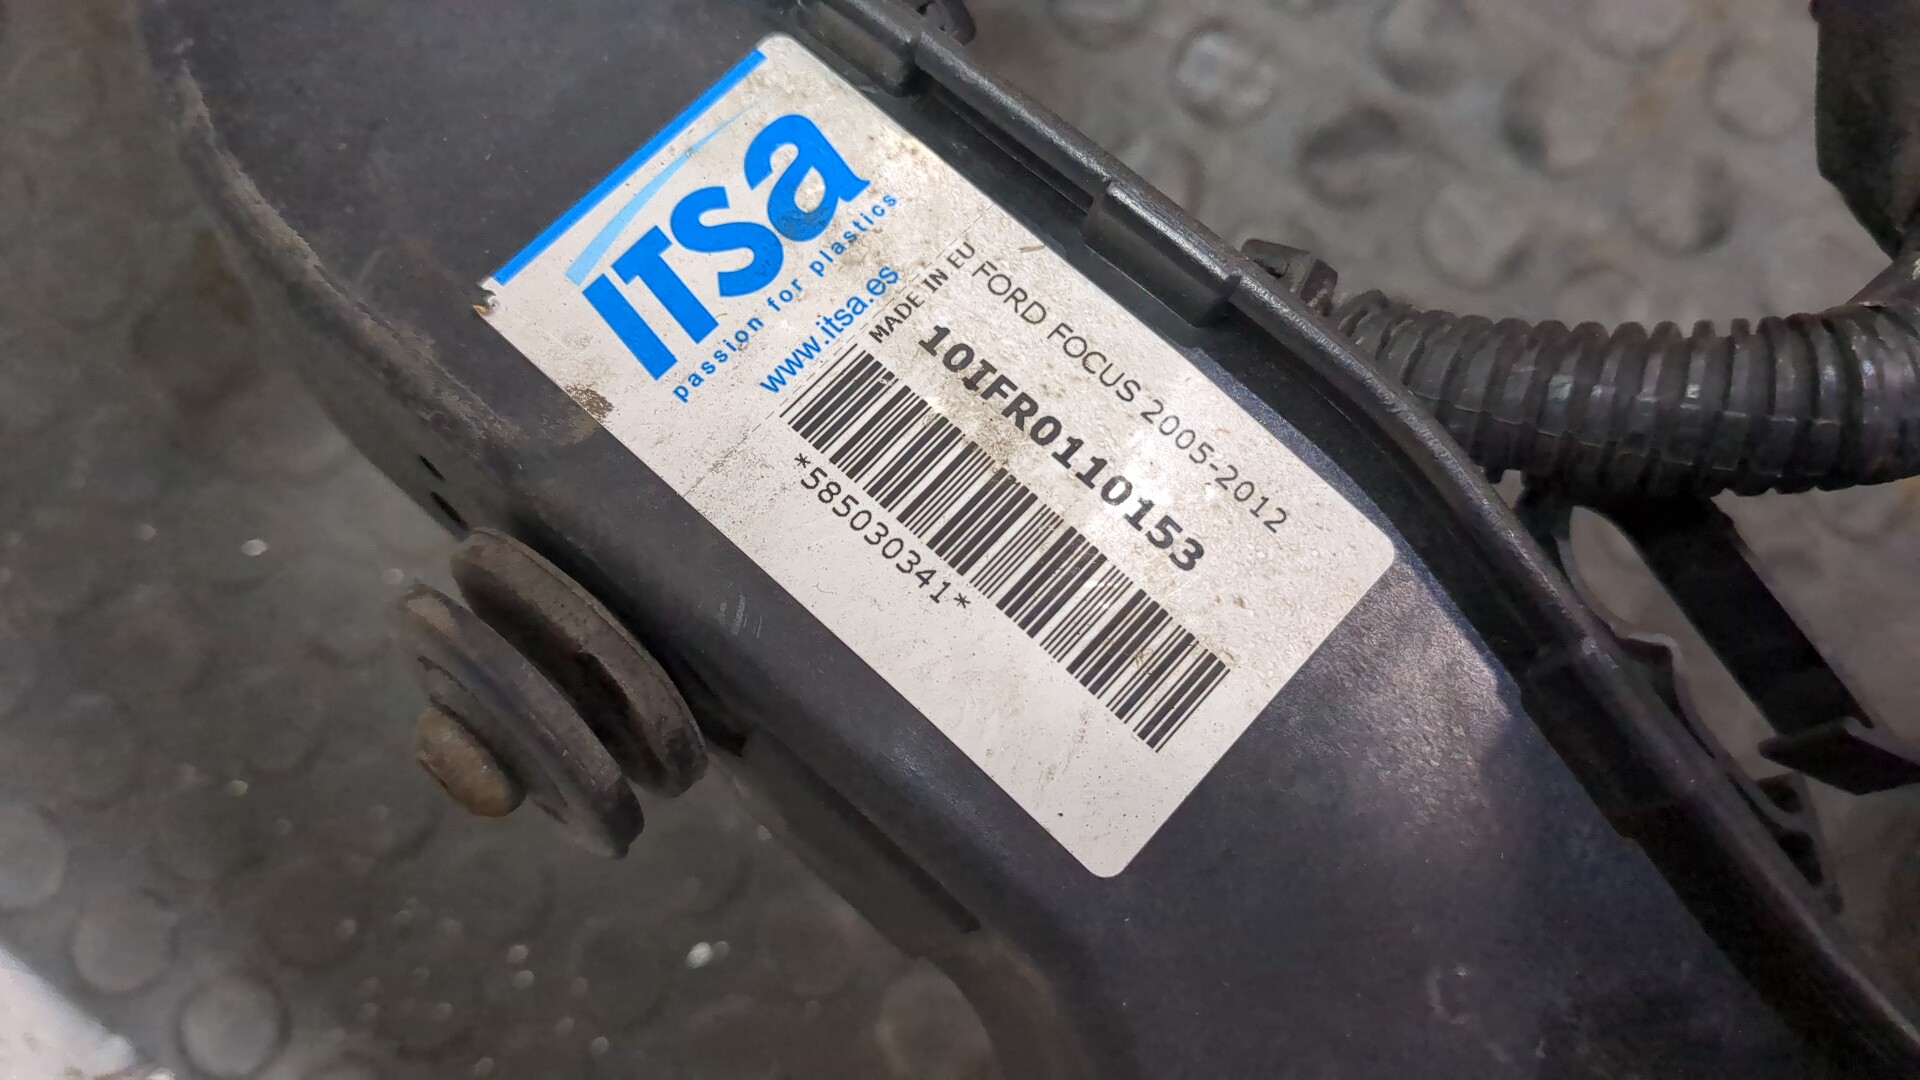 ITSa
passion for plastics
www.itsa.es
MADE IN EU
FORD FOCUS 2005-2012
10IFR0110153
*585030341*